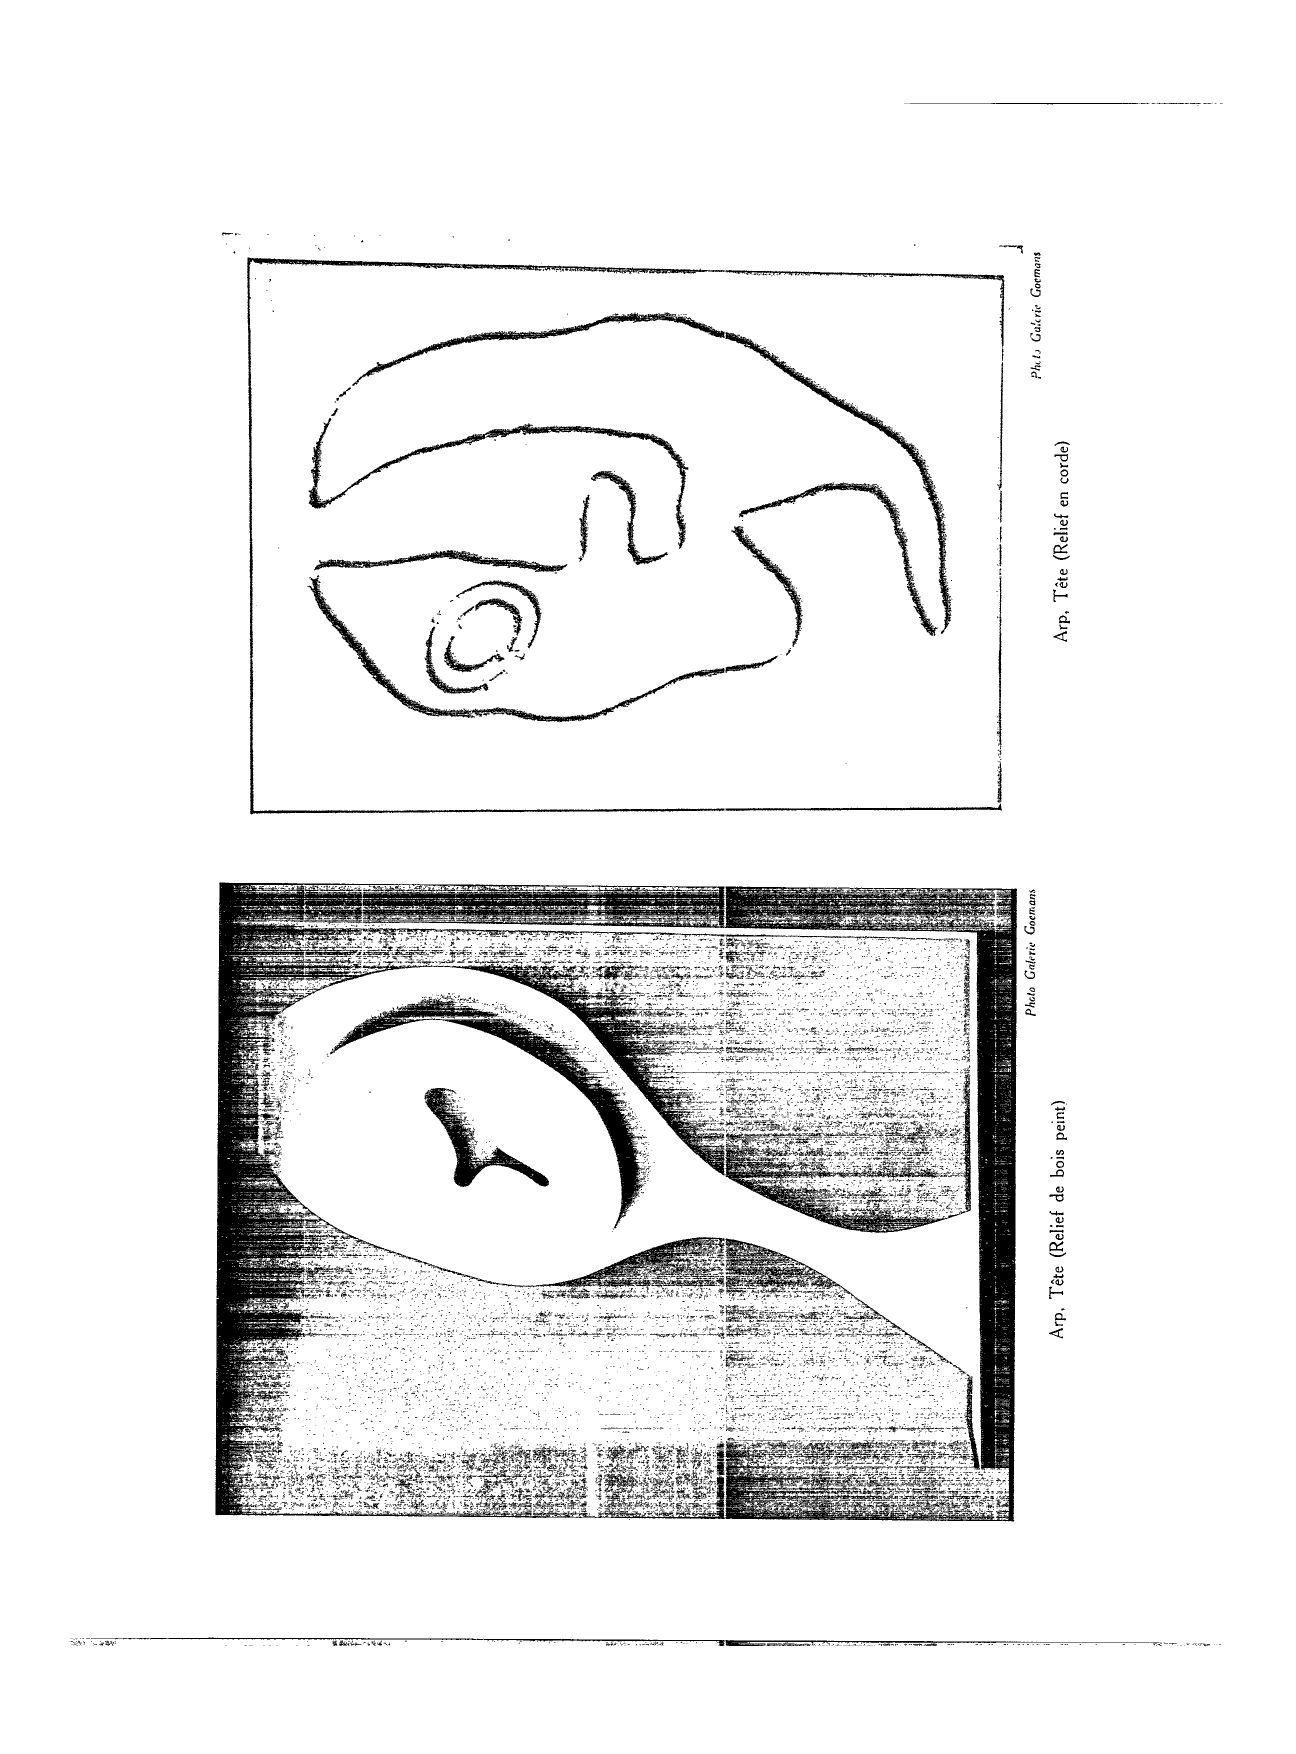 Photo Galerie Goemans
Arp, Tête (Relief de bois peint)
Photo Galerie Goemans
Arp, Tête (Relief en corde)